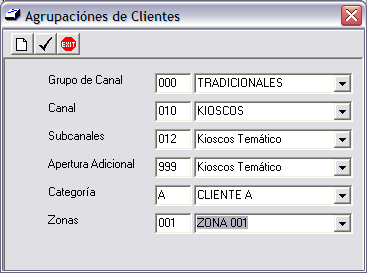 Agrupaciónes de Clientes
EXIT
Grupo de Canal 000 TRADICIONALES
Canal 010 KIOSCOS
Subcanales 012 Kioscos Temático
Apertura Adicional 999 Kioscos Temático
Categoría A CLIENTE A
Zonas 001 ZONA 001